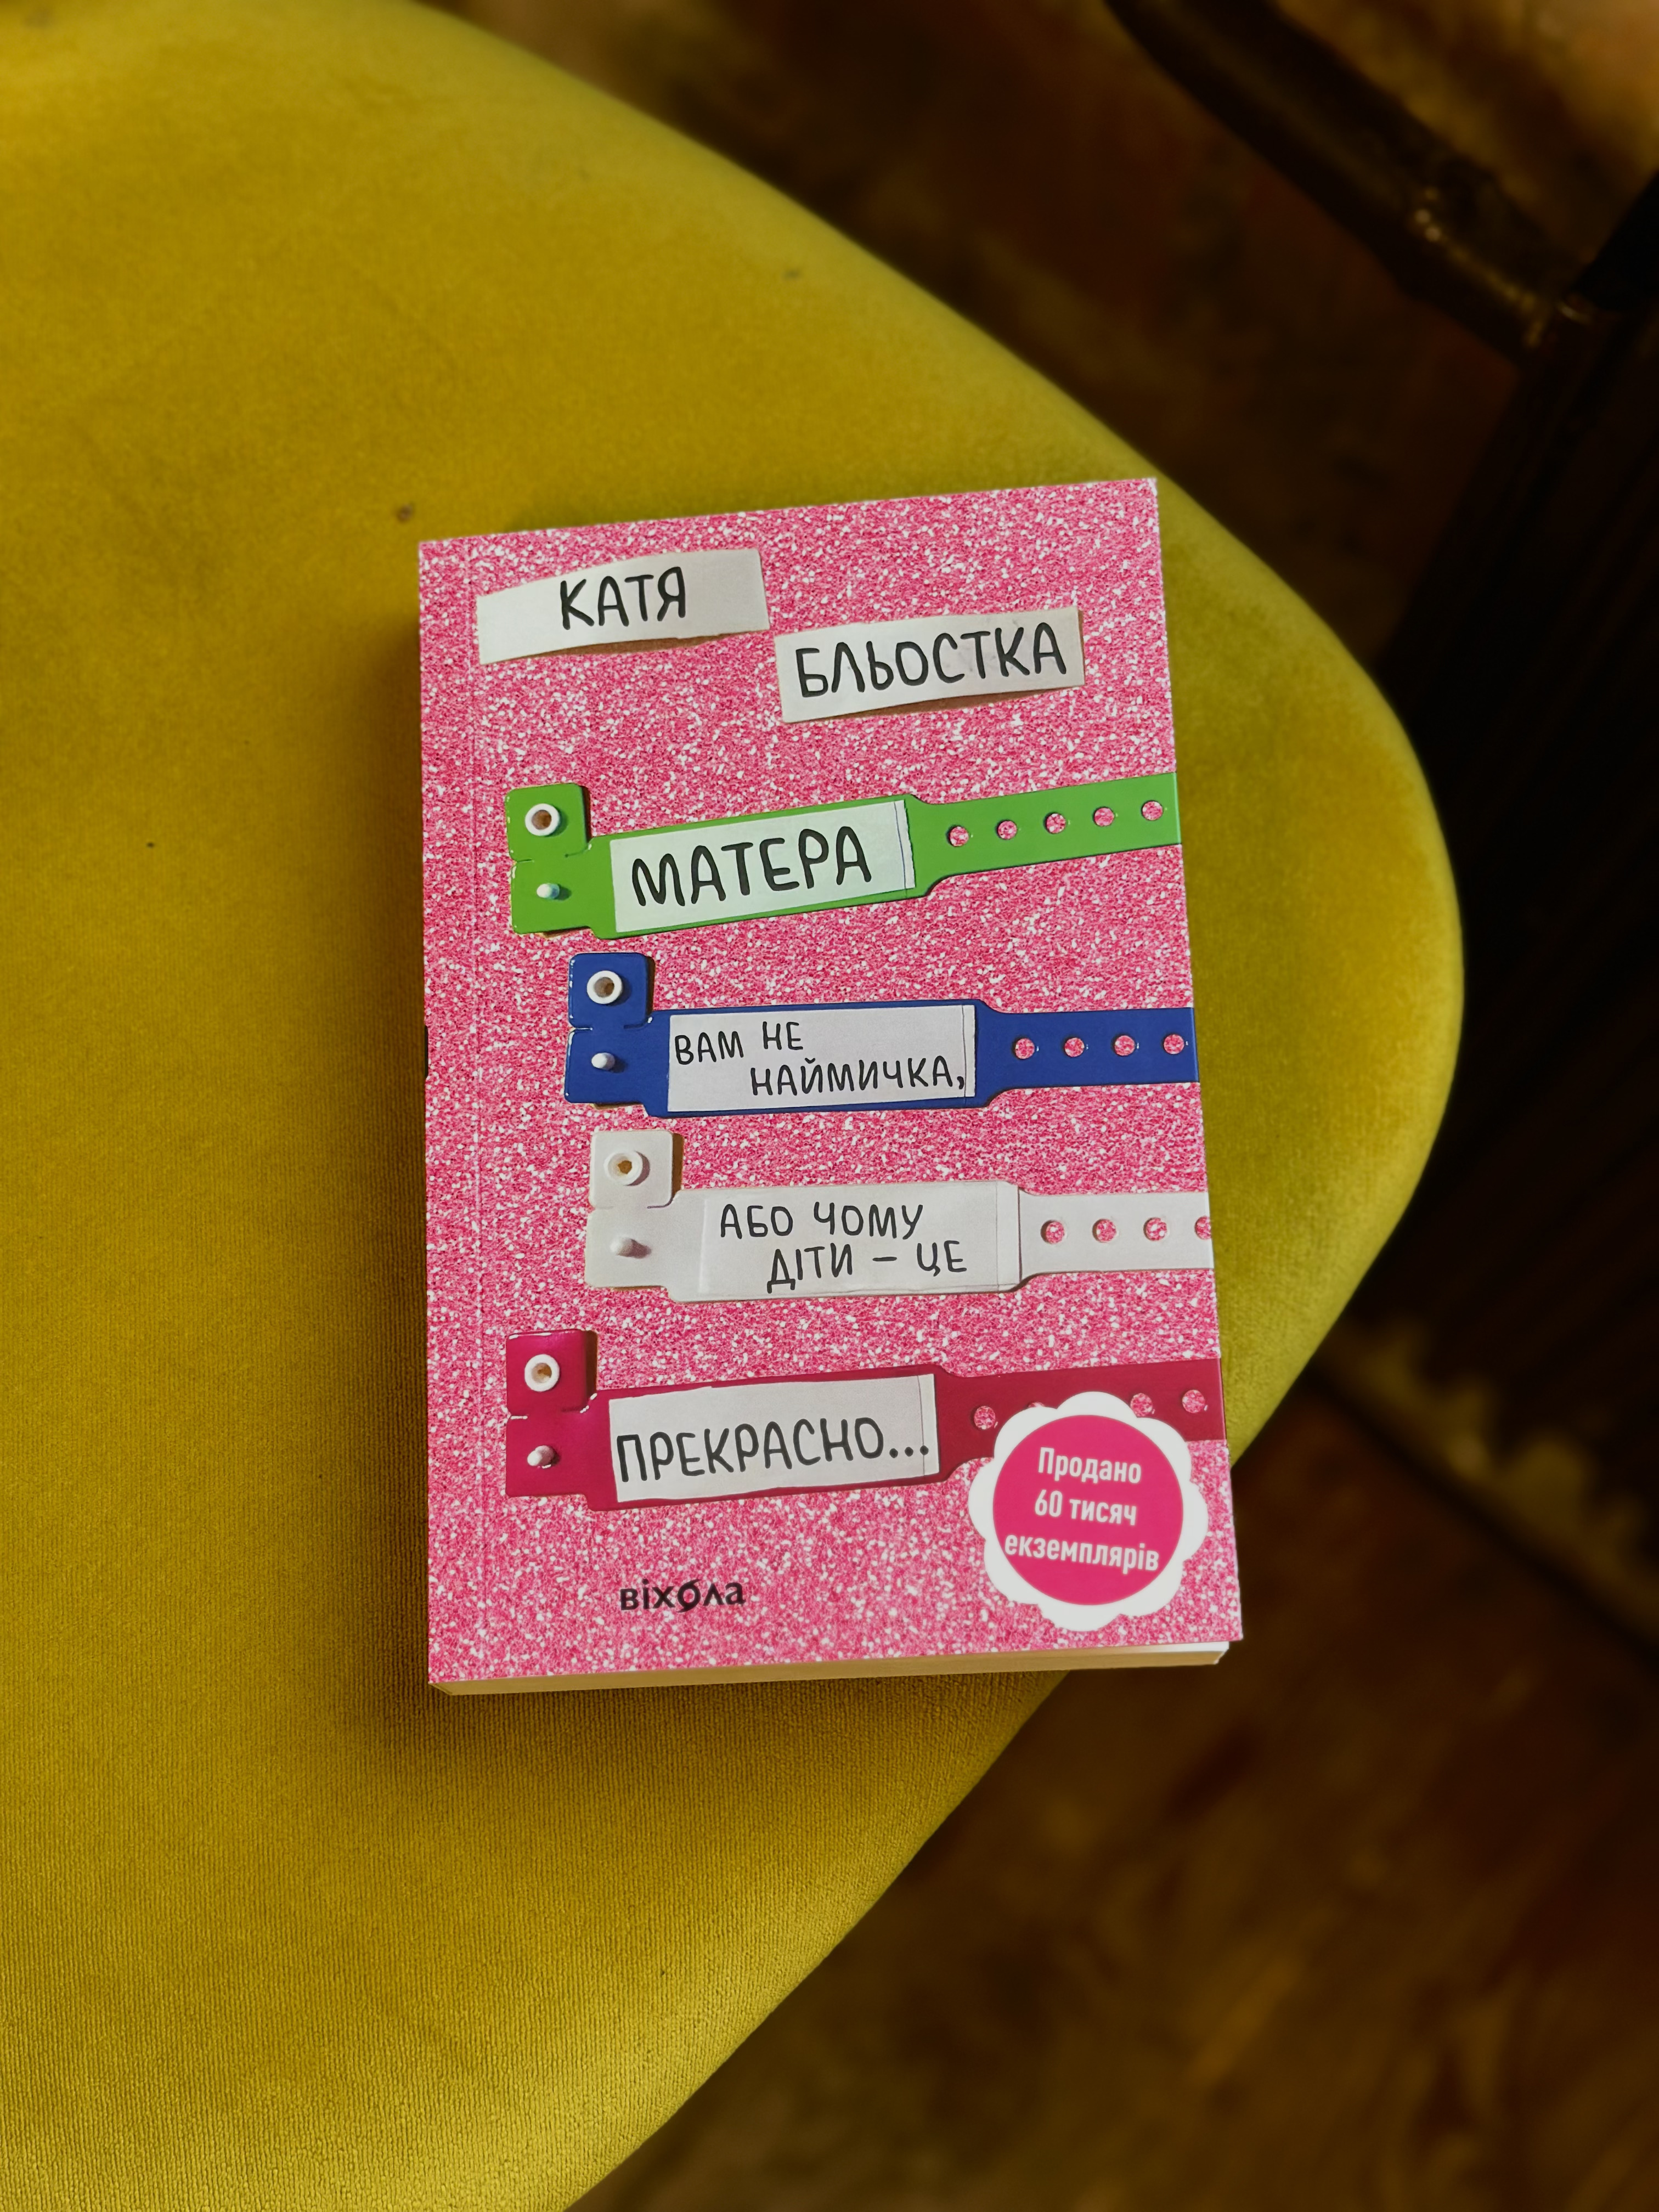 КАТЯ
БЛЬОСТКА
МАТЕРА
ВАМ НЕ
НАЙМИЧКА,
АБО ЧОМУ
ДІТИ – ЦЕ
ПРЕКРАСНО...
Продано
60 тисяч
екземплярів
віхола